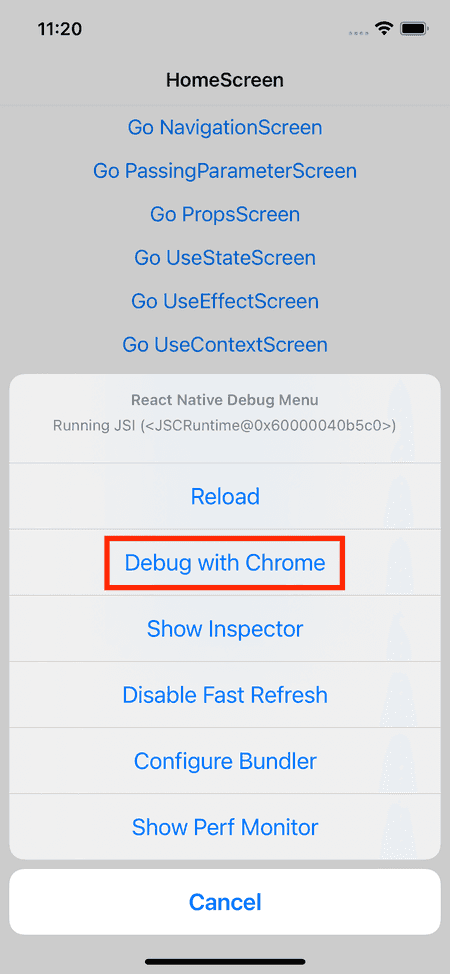 11:20
HomeScreen
Go NavigationScreen
Go PassingParameterScreen
Go PropsScreen
Go UseStateScreen
Go UseEffectScreen
Go UseContextScreen
React Native Debug Menu
Running JSI (<JSCRuntime@0x60000040b5c0>)
Reload
Debug with Chrome
Show Inspector
Disable Fast Refresh
Configure Bundler
Show Perf Monitor
Cancel